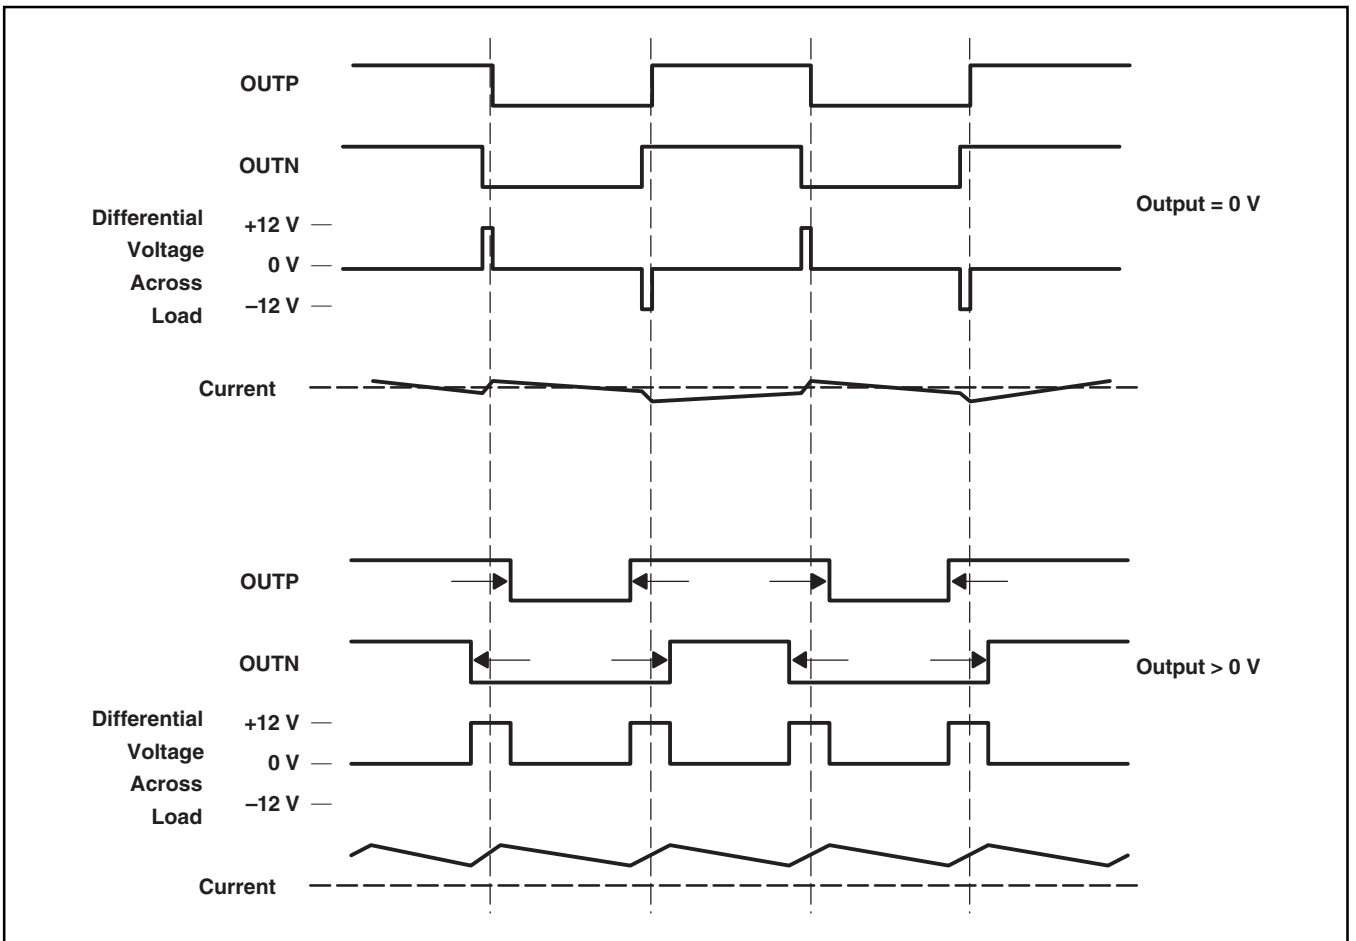 OUTP
OUTN
Output = 0 V
Differential
Voltage
Across
Load
+12 V
0 V
–12 V
Current
OUTP
OUTN
Output > 0 V
Differential
Voltage
Across
Load
+12 V
0 V
–12 V
Current